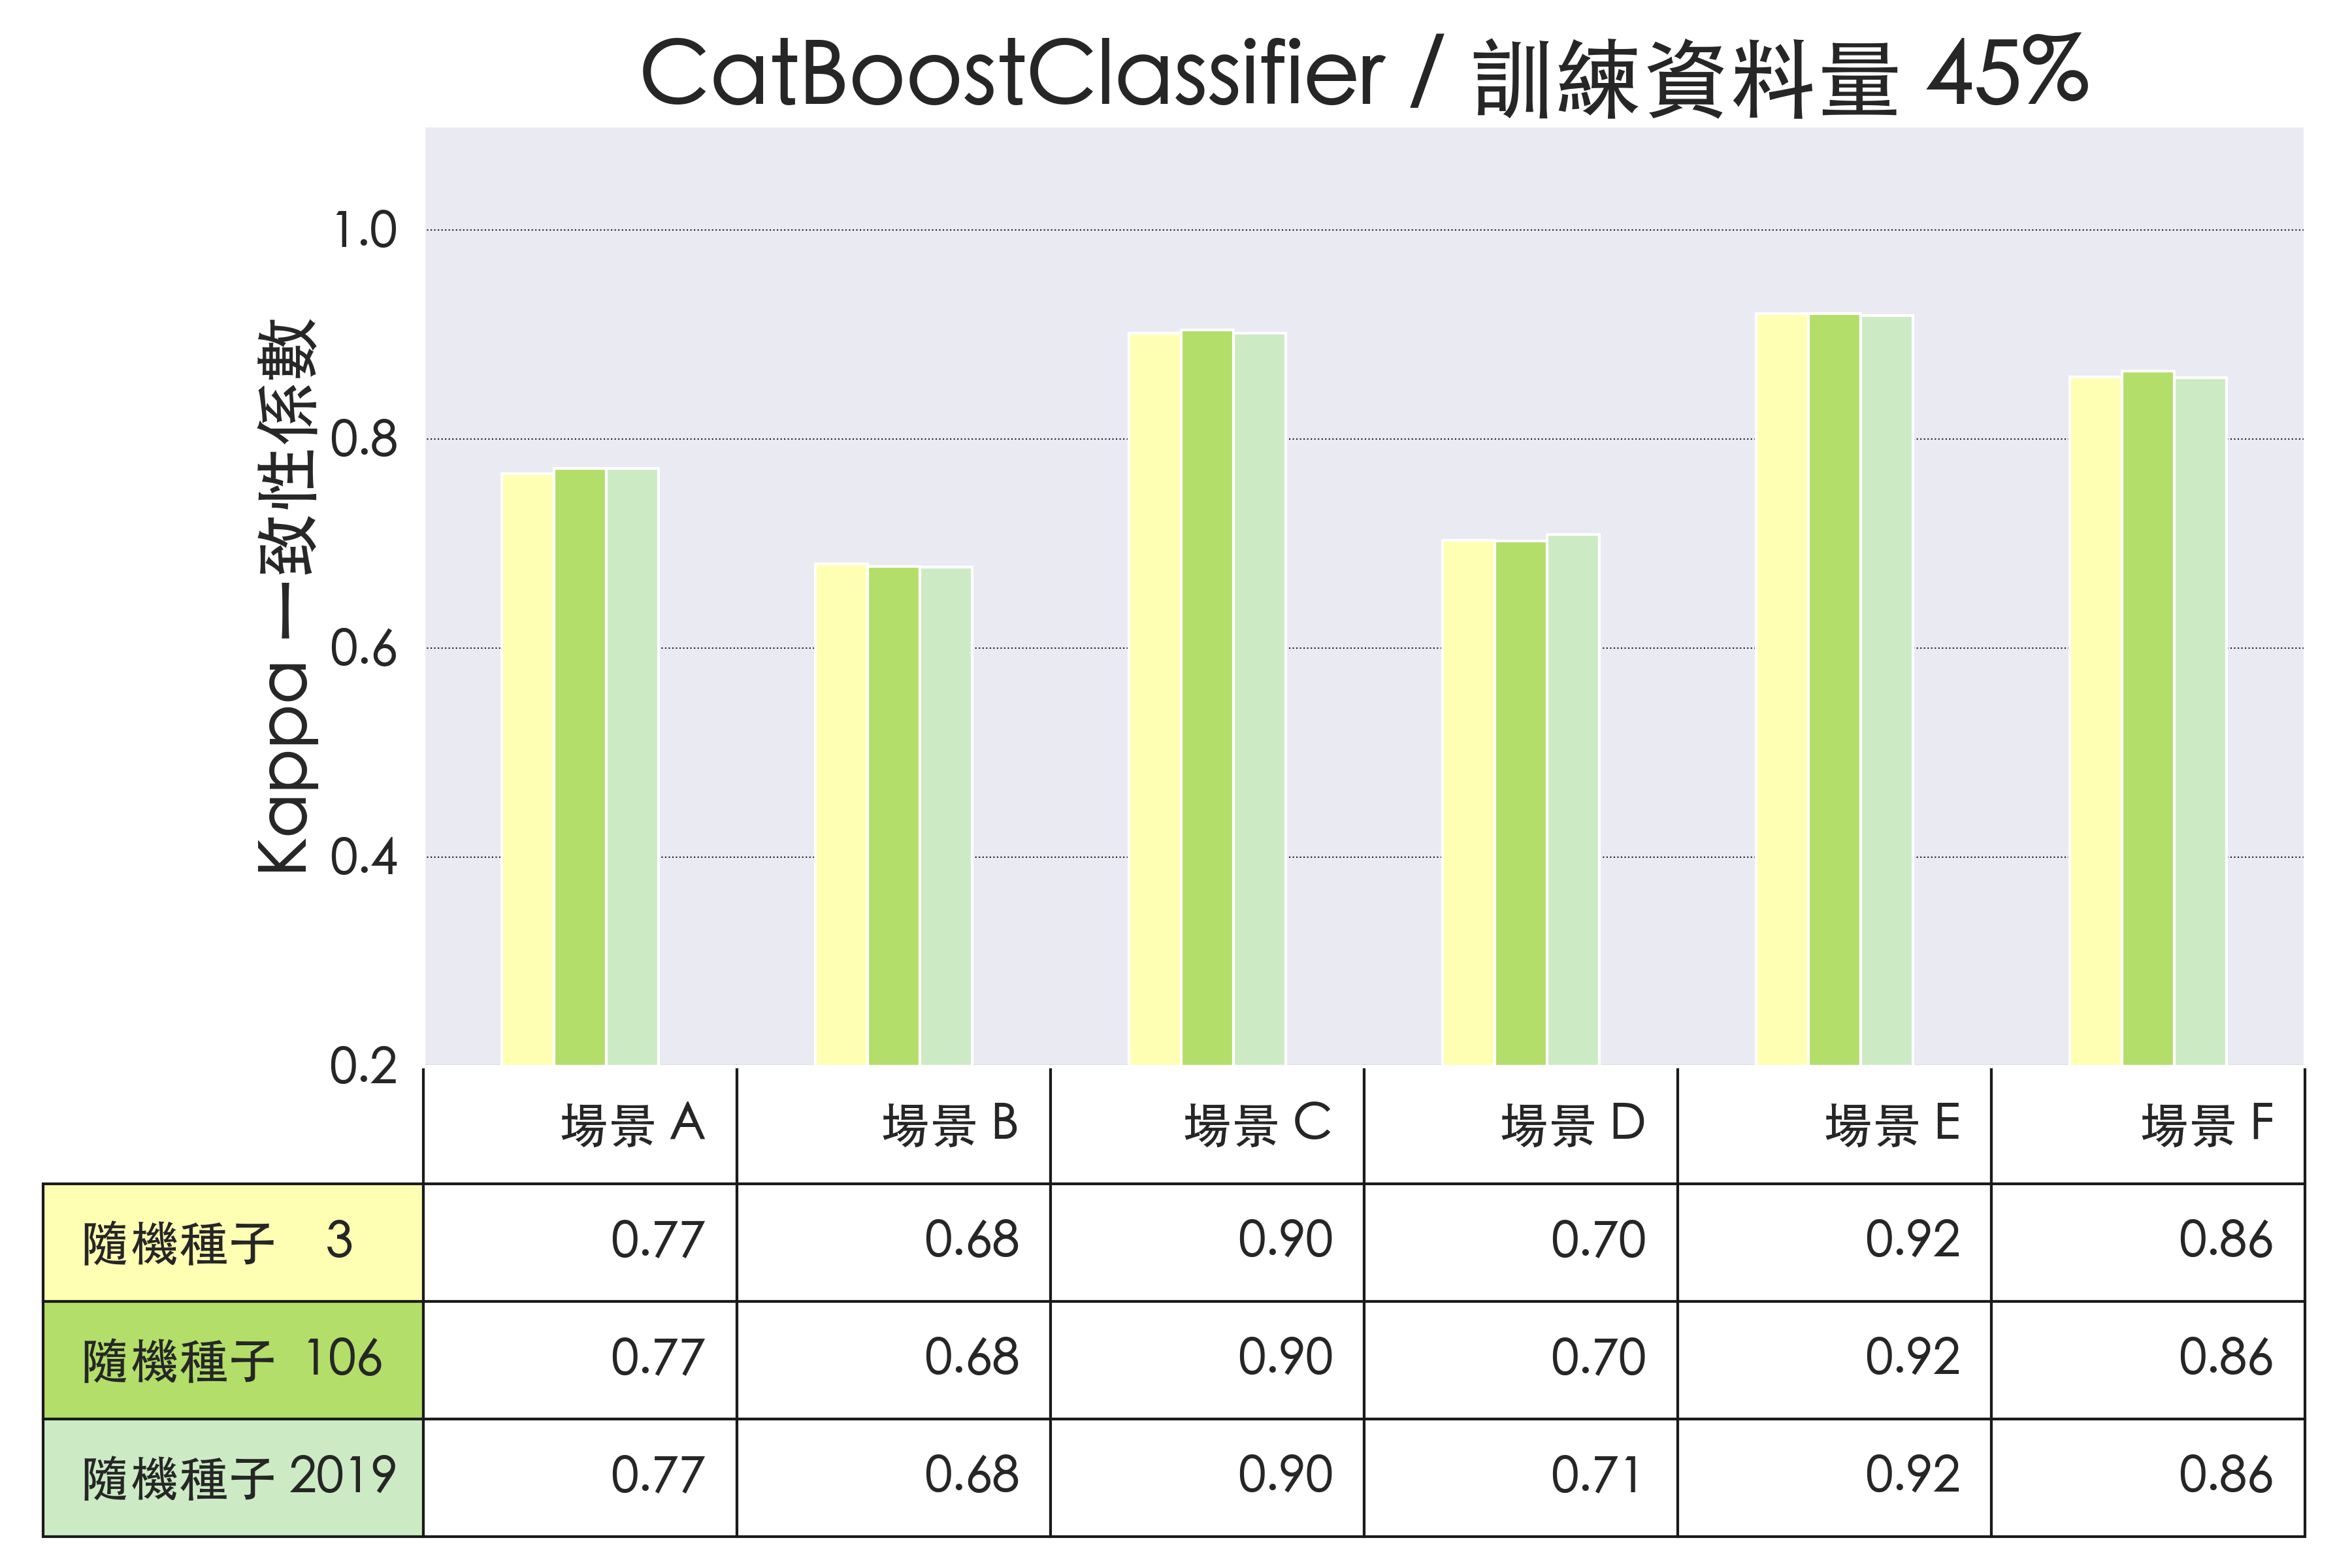 CatBoostClassifier / 訓練資料量 45%
Kappa 一致性係數
1.0
0.8
0.6
0.4
0.2
場景 A 場景 B 場景 C 場景 D 場景 E 場景 F
隨機種子 3 0.77 0.68 0.90 0.70 0.92 0.86
隨機種子 106 0.77 0.68 0.90 0.70 0.92 0.86
隨機種子 2019 0.77 0.68 0.90 0.71 0.92 0.86